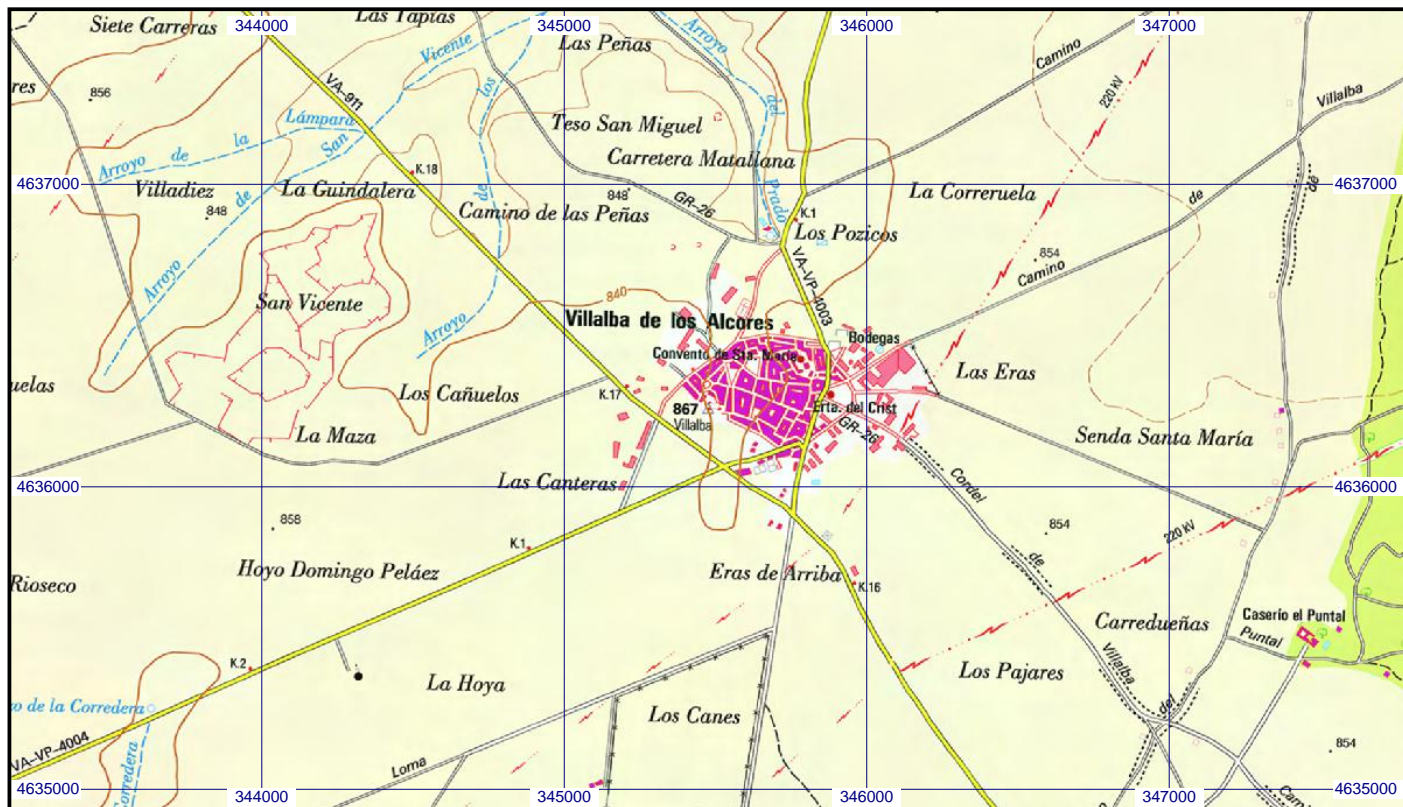 Siete Carreras
344000
Las Tapias
345000
346000
347000
Vicente
Las Peñas
Arroyo
Camino
res
856
VA-911
los
del
220 KV
Villalba
Lámpara
San
Teso San Miguel
Arroyo de la
Carretera Matallana
4637000
Villadiez
de
La Guindalera
K.18
de
848
Prado
La Correruela
de
de
4637000
848
Camino de las Peñas
GR-26
K.1
Los Pozicos
VA-VP-4003
854
Camino
Arroyo
San Vicente
840
Arroyo
Villalba de los Alcores
Bodegas
Convento de Sta. María
uelas
Los Cañuelos
K.17
Las Eras
867
Villalba
Erta. del Crist
GR-26
La Maza
Senda Santa María
4636000
Las Canteras
Cordel
4636000
858
854
220 KV
K.1
Rioseco
Hoyo Domingo Peláez
Eras de Arriba
K.16
de
Carredueñas
Caserío el Puntal
Puntal
K.2
La Hoya
Los Pajares
Villalba
o de la Corredera
Los Canes
del
VA-VP-4004
Corredera
Loma
854
4635000
344000
345000
346000
347000
4635000